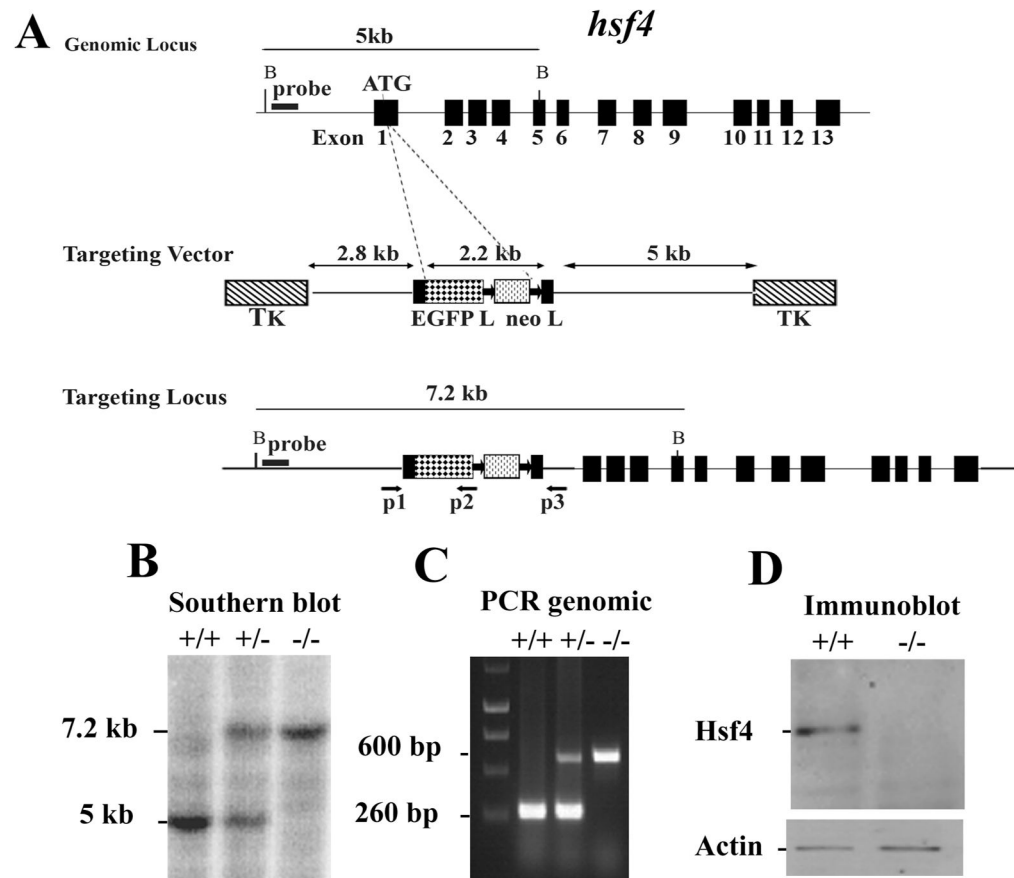 A
hsf4
Genomic Locus
5kb
B
B
probe
ATG
Exon 1 2 3 4 5 6 7 8 9 10 11 12 13
Targeting Vector
2.8 kb 2.2 kb 5 kb
TK EGFP L neo L TK
Targeting Locus
7.2 kb
B
B
probe
p1 p2 p3
B
Southern blot
+/+ +/- -/-
7.2 kb -
5 kb -
C
PCR genomic
+/+ +/- -/-
600 bp -
260 bp -
D
Immunoblot
+/+ -/-
Hsf4 -
Actin -